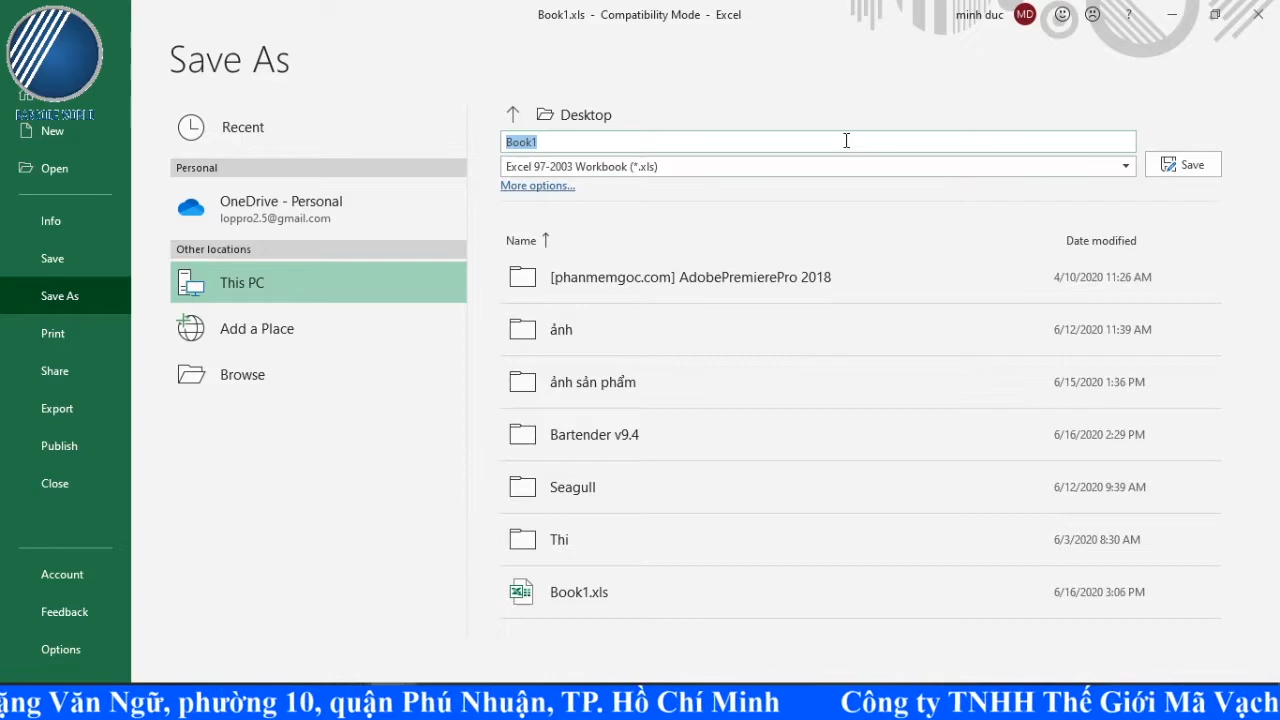 Book1.xls - Compatibility Mode - Excel
minh duc
MD
?
Save As
New
Open
Info
Save
Save As
Print
Share
Export
Publish
Close
Account
Feedback
Options
Recent
Personal
OneDrive - Personal
loppro2.5@gmail.com
Other locations
This PC
Add a Place
Browse
Desktop
Book1
Excel 97-2003 Workbook (*.xls)
Save
More options...
Name Date modified
[phanmemgoc.com] AdobePremierePro 2018 4/10/2020 11:26 AM
ảnh 6/12/2020 11:39 AM
ảnh sản phẩm 6/15/2020 1:36 PM
Bartender v9.4 6/16/2020 2:29 PM
Seagull 6/12/2020 9:39 AM
Thi 6/3/2020 8:30 AM
Book1.xls 6/16/2020 3:06 PM
Văn Ngữ, phường 10, quận Phú Nhuận, TP. Hồ Chí Minh Công ty TNHH Thế Giới Mã Vạch